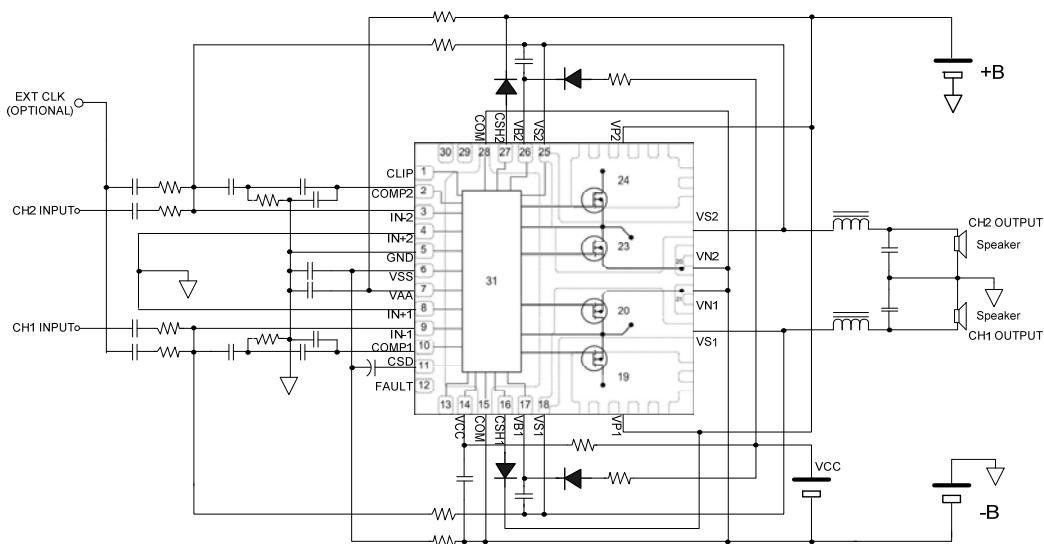 +B
EXT CLK
(OPTIONAL)
COM
CSH2
VB2
VS2
VP2
30
29
28
27
26
25
CLIP
1
COMP2
2
CH2 INPUT
IN-2
3
IN+2
4
GND
5
VSS
6
VAA
7
IN+1
8
CH1 INPUT
IN-1
9
COMP1
10
CSD
11
FAULT
12
31
24
23
20
19
VS2
VN2
VN1
VS1
CH2 OUTPUT
Speaker
Speaker
CH1 OUTPUT
13
14
15
16
17
18
VCC
COM
CSH1
VB1
VS1
VP1
VCC
-B